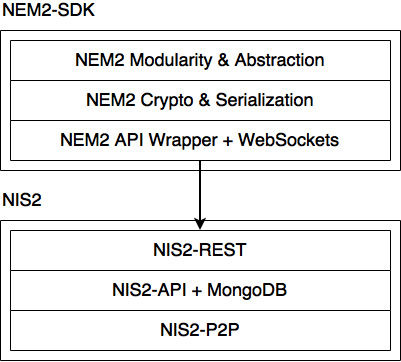 NEM2-SDK
NEM2 Modularity & Abstraction
NEM2 Crypto & Serialization
NEM2 API Wrapper + WebSockets
NIS2
NIS2-REST
NIS2-API + MongoDB
NIS2-P2P